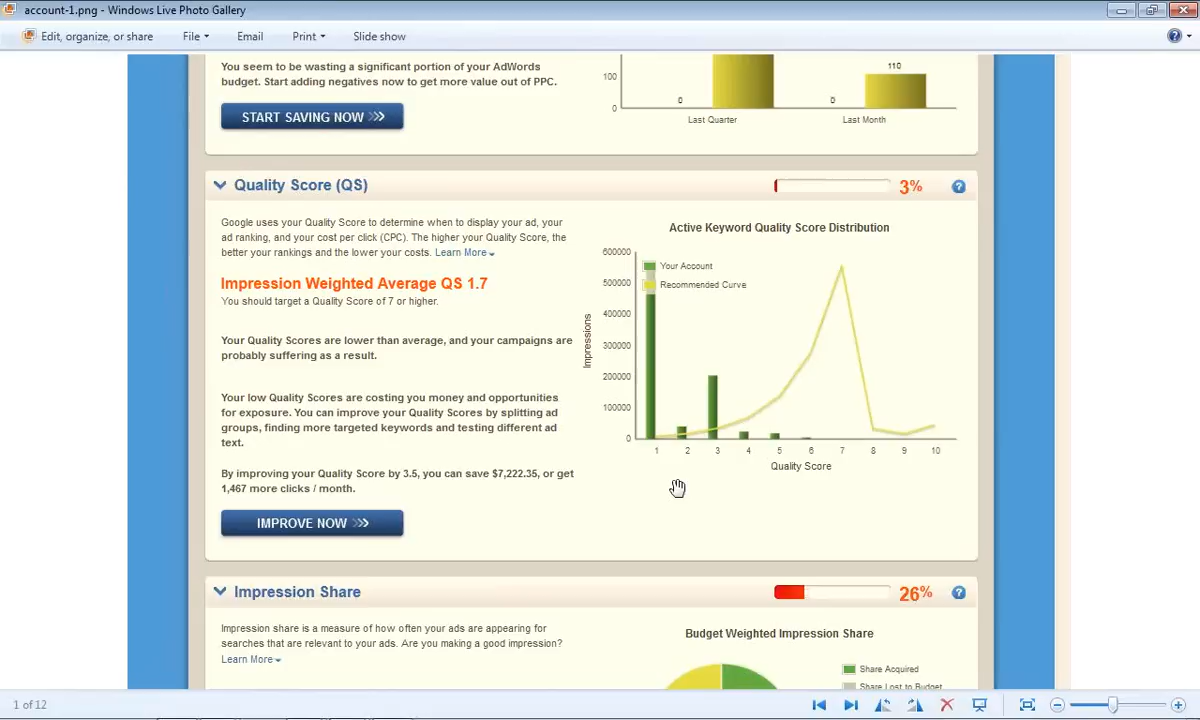 account-1.png - Windows Live Photo Gallery
Edit, organize, or share File Email Print Slide show
You seem to be wasting a significant portion of your AdWords
budget. Start adding negatives now to get more value out of PPC.
START SAVING NOW
100
0
0
0
110
Last Quarter
Last Month
Quality Score (QS)
3%
Google uses your Quality Score to determine when to display your ad, your
ad ranking, and your cost per click (CPC). The higher your Quality Score, the
better your rankings and the lower your costs. Learn More
Impression Weighted Average QS 1.7
You should target a Quality Score of 7 or higher.
Your Quality Scores are lower than average, and your campaigns are
probably suffering as a result.
Your low Quality Scores are costing you money and opportunities
for exposure. You can improve your Quality Scores by splitting ad
groups, finding more targeted keywords and testing different ad
text.
By improving your Quality Score by 3.5, you can save $7,222.35, or get
1,467 more clicks / month.
IMPROVE NOW
Active Keyword Quality Score Distribution
Your Account
Recommended Curve
Impressions
600000
500000
400000
300000
200000
100000
0
1 2 3 4 5 6 7 8 9 10
Quality Score
Impression Share
26%
Impression share is a measure of how often your ads are appearing for
searches that are relevant to your ads. Are you making a good impression?
Learn More
Budget Weighted Impression Share
Share Acquired
Share Lost to Budget
1 of 12